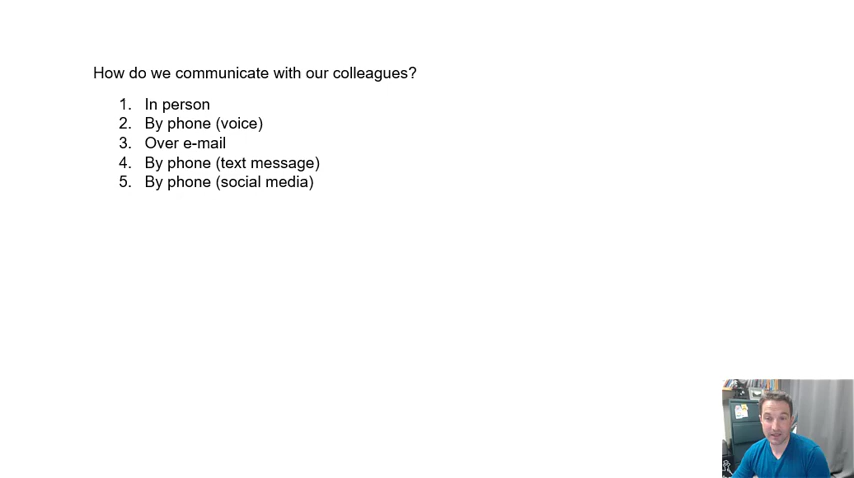 How do we communicate with our colleagues?
1. In person
2. By phone (voice)
3. Over e-mail
4. By phone (text message)
5. By phone (social media)